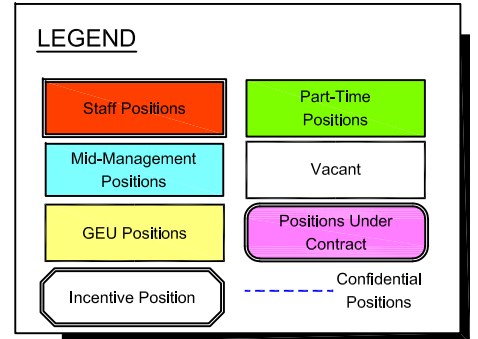 LEGEND
Staff Positions
Part-Time
Positions
Mid-Management
Positions
Vacant
GEU Positions
Positions Under
Contract
Incentive Position
Confidential
Positions